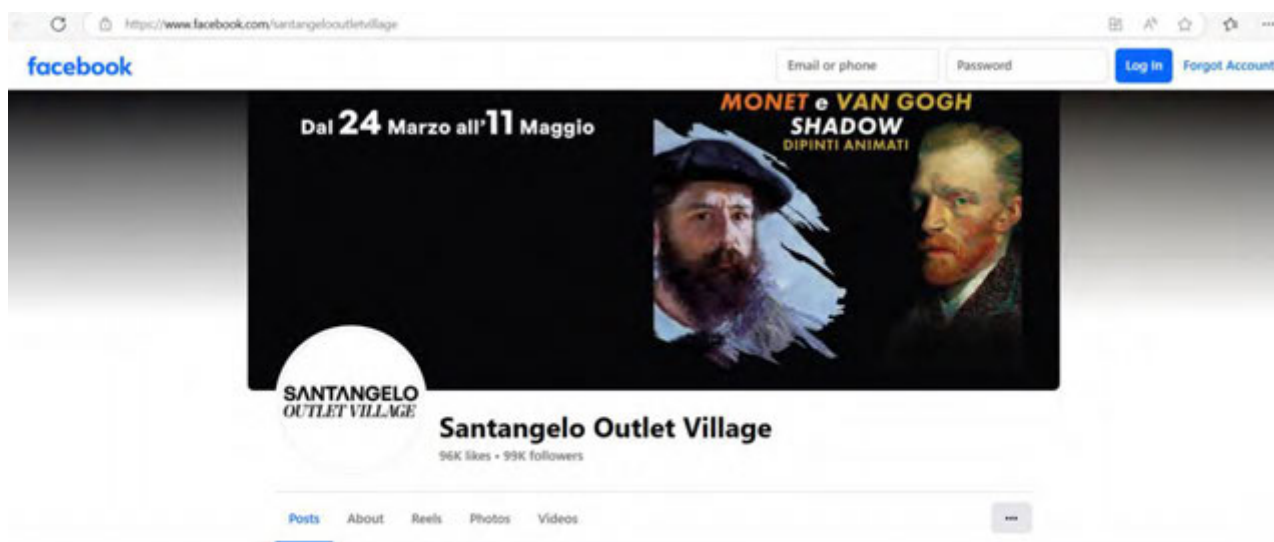 https://www.facebook.com/santangelooutletvillage
facebook
Email or phone
Password
Log In
Forgot Account
Dal 24 Marzo all'11 Maggio
MONET e VAN GOGH
SHADOW
DIPINTI ANIMATI
SANTANGELO
OUTLET VILLAGE
Santangelo Outlet Village
96K likes • 99K followers
Posts About Reels Photos Videos